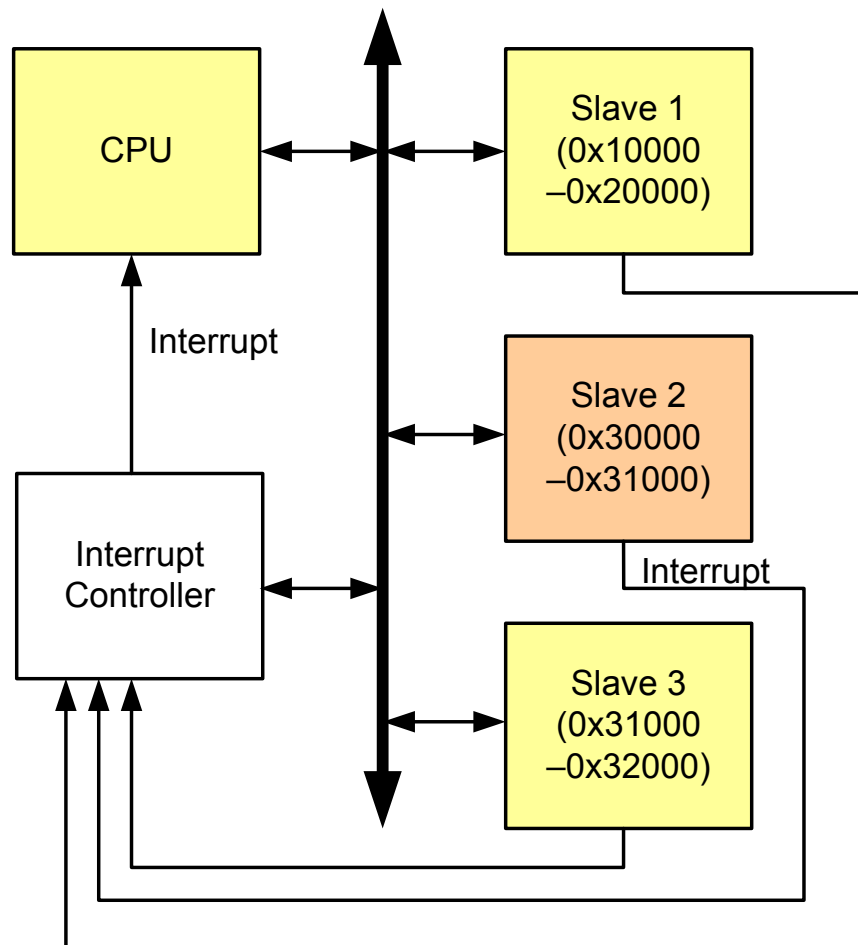 CPU
Slave 1
(0x10000
–0x20000)
Interrupt
Slave 2
(0x30000
–0x31000)
Interrupt
Interrupt
Controller
Slave 3
(0x31000
–0x32000)